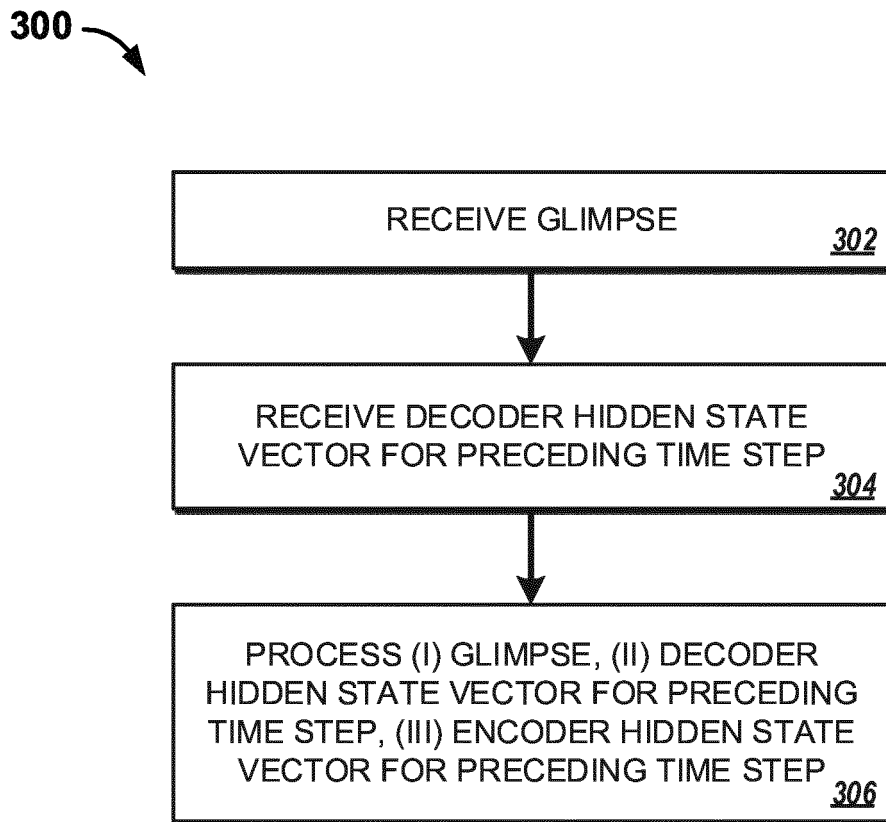 300
RECEIVE GLIMPSE
302
RECEIVE DECODER HIDDEN STATE
VECTOR FOR PRECEDING TIME STEP
304
PROCESS (I) GLIMPSE, (II) DECODER
HIDDEN STATE VECTOR FOR PRECEDING
TIME STEP, (III) ENCODER HIDDEN STATE
VECTOR FOR PRECEDING TIME STEP
306